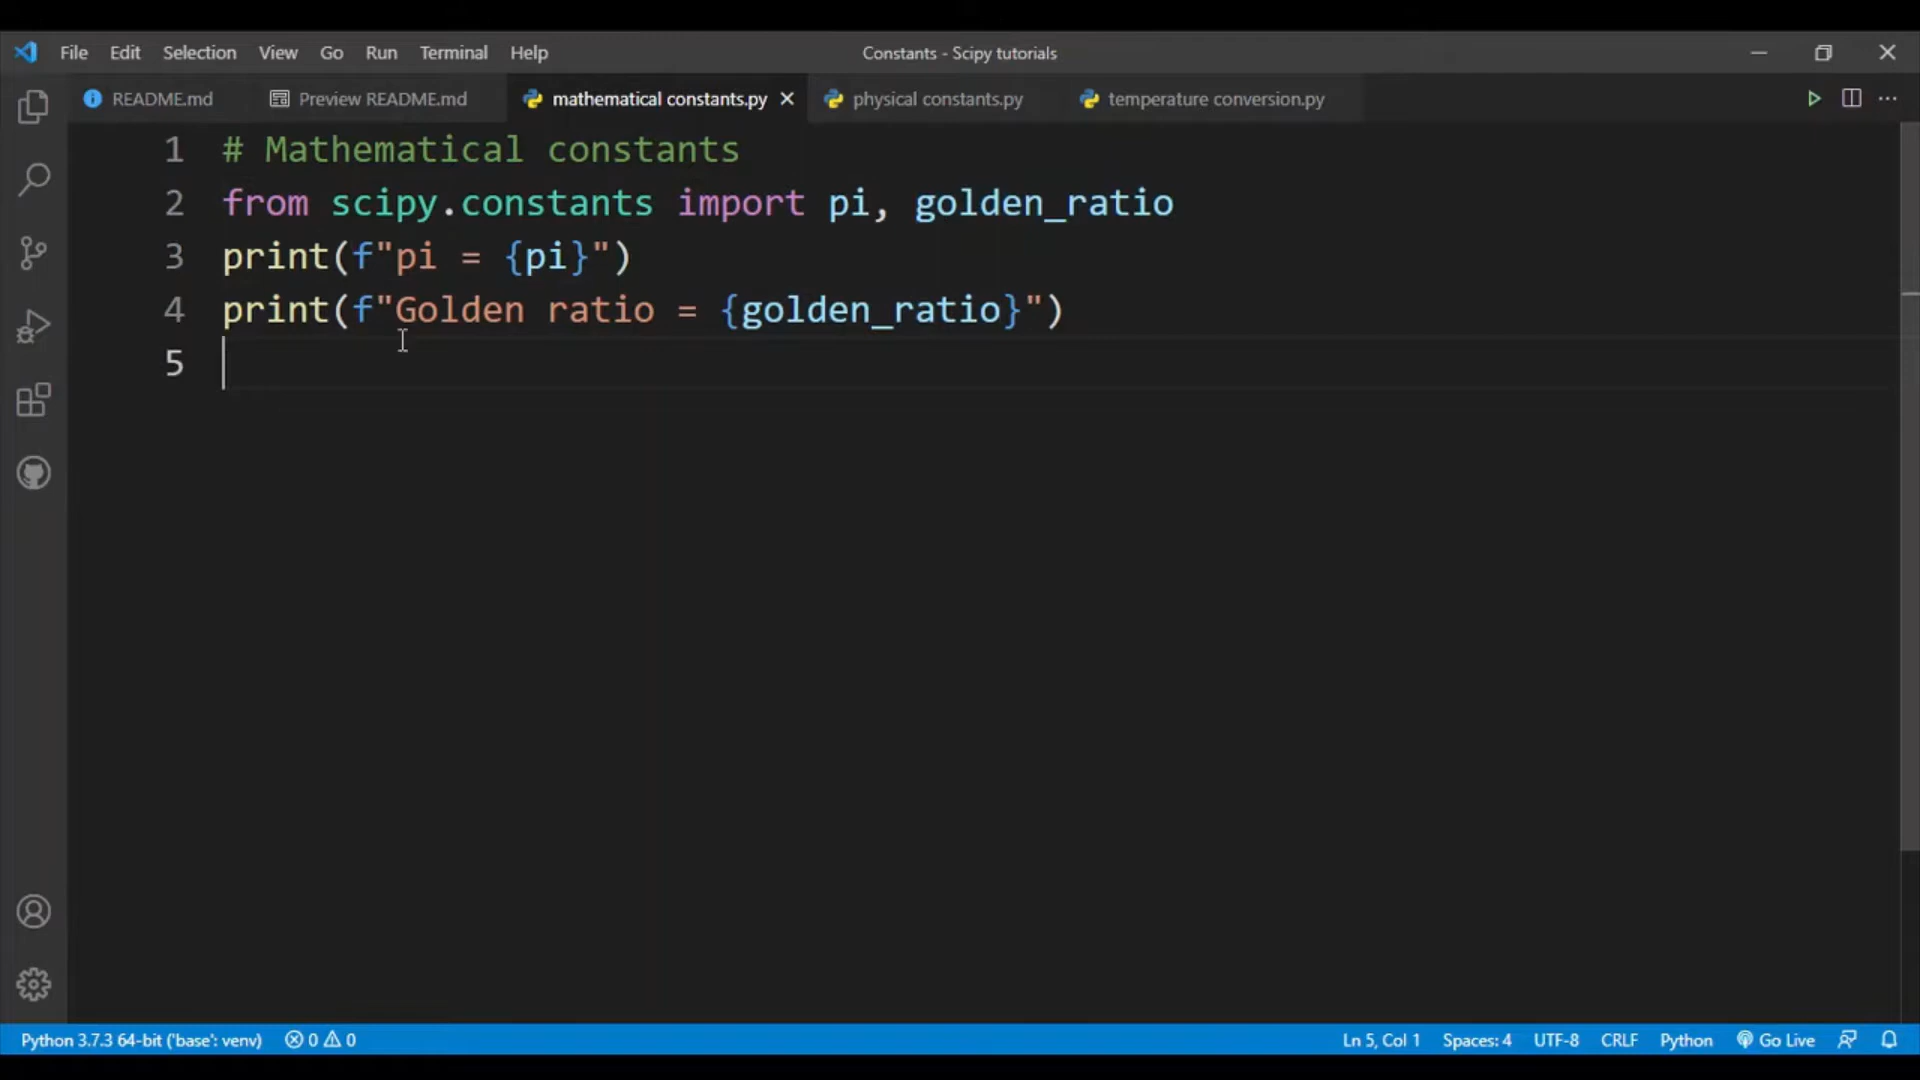 File Edit Selection View Go Run Terminal Help Constants - Scipy tutorials
README.md Preview README.md mathematical constants.py physical constants.py temperature conversion.py
1 # Mathematical constants
2 from scipy.constants import pi, golden_ratio
3 print(f"pi = {pi}")
4 print(f"Golden ratio = {golden_ratio}")
5
Python 3.7.3 64-bit ('base': venv) 0 0 Ln 5, Col 1 Spaces: 4 UTF-8 CRLF Python Go Live